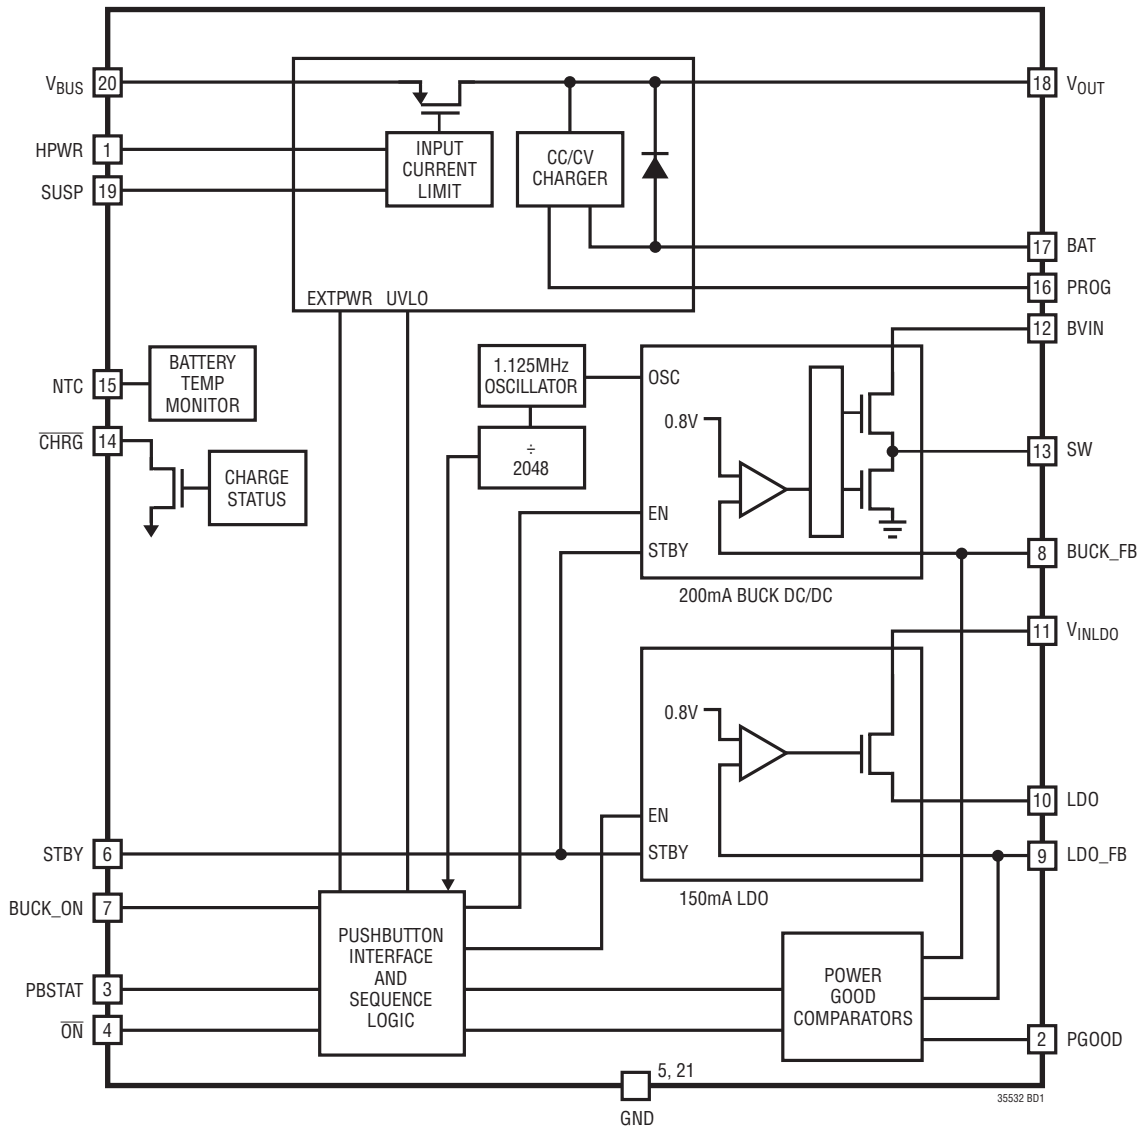 VBUS 20
18 VOUT
HPWR 1
SUSP 19
INPUT
CURRENT
LIMIT
CC/CV
CHARGER
17 BAT
16 PROG
EXTPWR UVLO
12 BVIN
NTC 15
BATTERY
TEMP
MONITOR
CHRG 14
CHARGE
STATUS
1.125MHz
OSCILLATOR
÷
2048
OSC
0.8V
EN
STBY
13 SW
8 BUCK_FB
200mA BUCK DC/DC
11 VINLDO
0.8V
EN
STBY
10 LDO
9 LDO_FB
150mA LDO
STBY 6
BUCK_ON 7
PBSTAT 3
ON 4
PUSHBUTTON
INTERFACE
AND
SEQUENCE
LOGIC
POWER
GOOD
COMPARATORS
2 PGOOD
5, 21
GND
35532 BD1